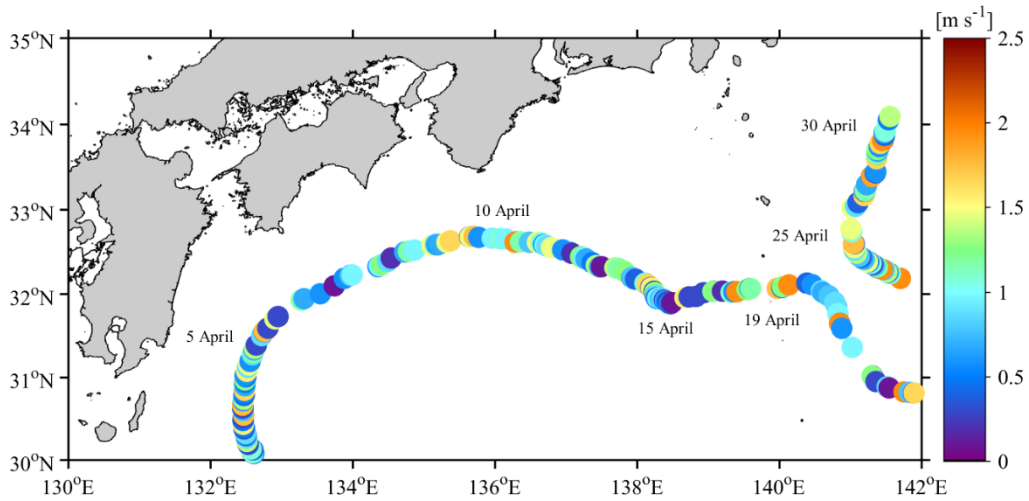 [m s⁻¹]
35°N
34°N
33°N
32°N
31°N
30°N
130°E
132°E
134°E
136°E
138°E
140°E
142°E
5 April
10 April
15 April
19 April
25 April
30 April
2.5
2
1.5
1
0.5
0